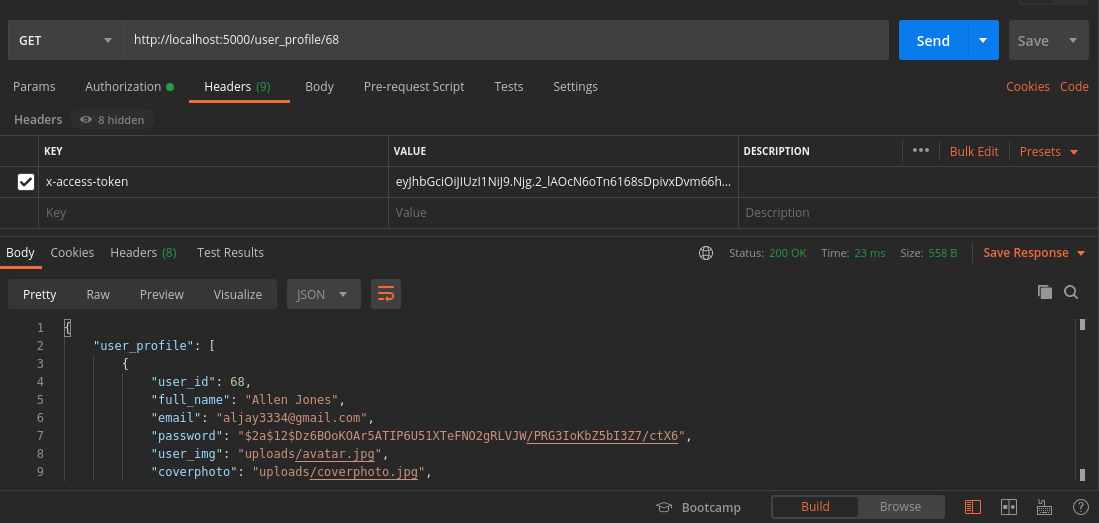 GET http://localhost:5000/user_profile/68 Send Save
Params Authorization Headers (9) Body Pre-request Script Tests Settings Cookies Code
Headers 8 hidden
KEY VALUE DESCRIPTION ••• Bulk Edit Presets
x-access-token eyJhbGciOiJIUzI1NiJ9.Njg.2_lAOcN6oTn6168sDpivxDvm66h...
Key Value Description
Body Cookies Headers (8) Test Results Status: 200 OK Time: 23 ms Size: 558 B Save Response
Pretty Raw Preview Visualize JSON
1 {
2 "user_profile": [
3 {
4 "user_id": 68,
5 "full_name": "Allen Jones",
6 "email": "aljay3334@gmail.com",
7 "password": "$2a$12$Dz6BOoKOAr5ATIP6U51XTeFNO2gRLVJW/PRG3IoKbZ5bI3Z7/ctX6",
8 "user_img": "uploads/avatar.jpg",
9 "coverphoto": "uploads/coverphoto.jpg",
Bootcamp Build Browse